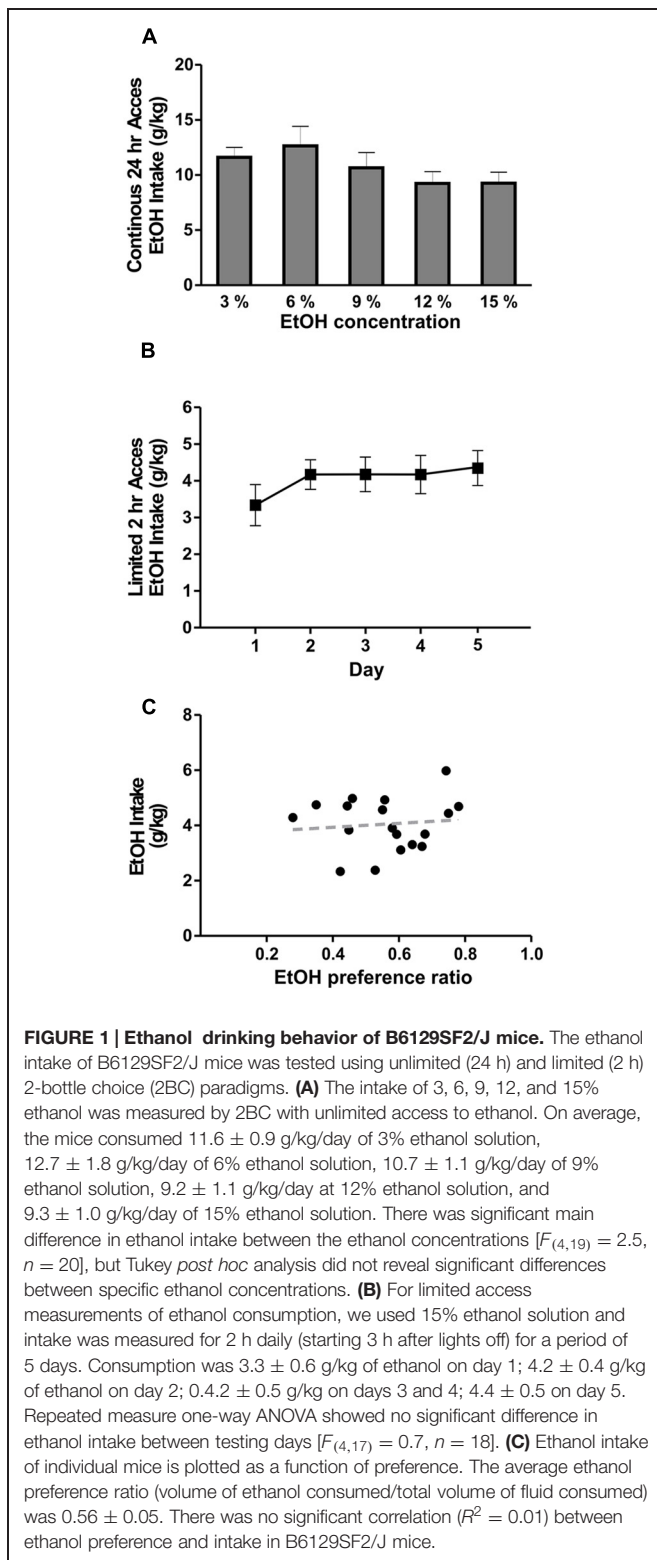 A
Continous 24 hr Acces
EtOH Intake (g/kg)
20
15
10
5
0
3 %
6 %
9 %
12 %
15 %
EtOH concentration
B
Limited 2 hr Acces
EtOH Intake (g/kg)
6
5
4
3
2
1
0
1
2
3
4
5
Day
C
EtOH Intake
(g/kg)
8
6
4
2
0
0.2
0.4
0.6
0.8
1.0
EtOH preference ratio
FIGURE 1 | Ethanol drinking behavior of B6129SF2/J mice. The ethanol
intake of B6129SF2/J mice was tested using unlimited (24 h) and limited (2 h)
2-bottle choice (2BC) paradigms. (A) The intake of 3, 6, 9, 12, and 15%
ethanol was measured by 2BC with unlimited access to ethanol. On average,
the mice consumed 11.6 ± 0.9 g/kg/day of 3% ethanol solution,
12.7 ± 1.8 g/kg/day of 6% ethanol solution, 10.7 ± 1.1 g/kg/day of 9%
ethanol solution, 9.2 ± 1.1 g/kg/day at 12% ethanol solution, and
9.3 ± 1.0 g/kg/day of 15% ethanol solution. There was significant main
difference in ethanol intake between the ethanol concentrations [F(4,19) = 2.5,
n = 20], but Tukey post hoc analysis did not reveal significant differences
between specific ethanol concentrations. (B) For limited access
measurements of ethanol consumption, we used 15% ethanol solution and
intake was measured for 2 h daily (starting 3 h after lights off) for a period of
5 days. Consumption was 3.3 ± 0.6 g/kg of ethanol on day 1; 4.2 ± 0.4 g/kg
of ethanol on day 2; 0.4.2 ± 0.5 g/kg on days 3 and 4; 4.4 ± 0.5 on day 5.
Repeated measure one-way ANOVA showed no significant difference in
ethanol intake between testing days [F(4,17) = 0.7, n = 18]. (C) Ethanol intake
of individual mice is plotted as a function of preference. The average ethanol
preference ratio (volume of ethanol consumed/total volume of fluid consumed)
was 0.56 ± 0.05. There was no significant correlation (R² = 0.01) between
ethanol preference and intake in B6129SF2/J mice.